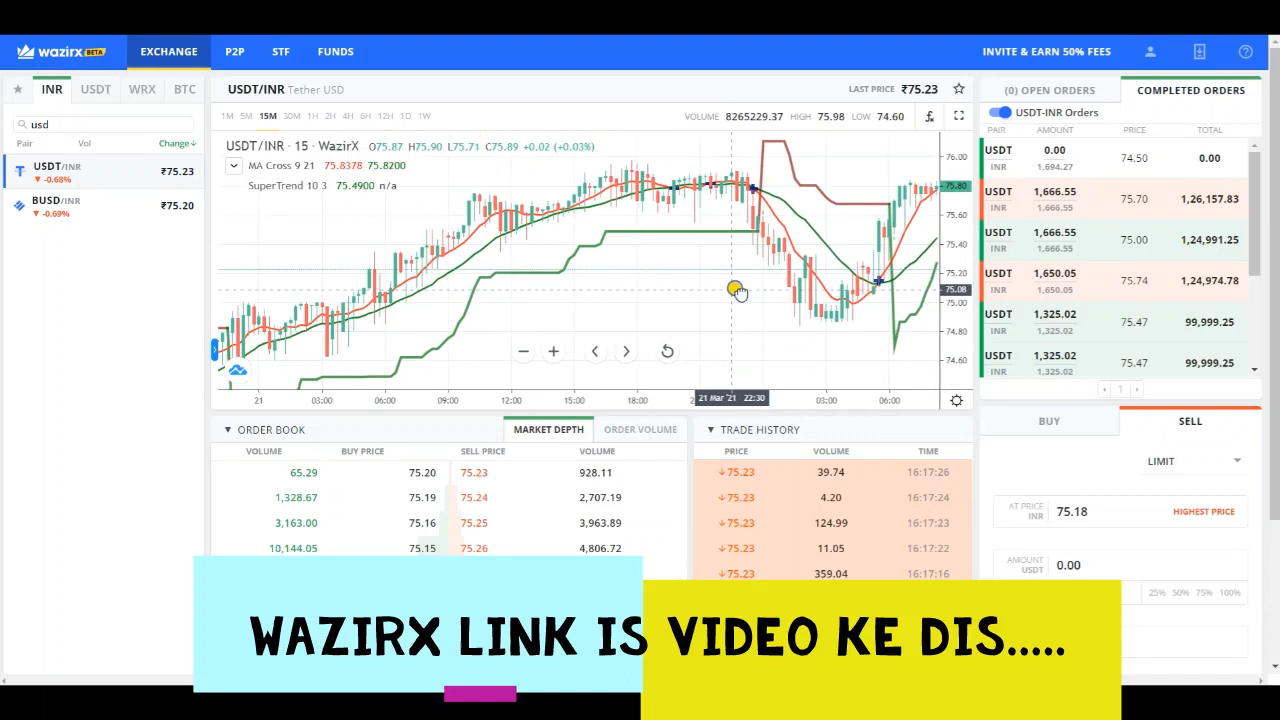 wazirx BETA
EXCHANGE P2P STF FUNDS INVITE & EARN 50% FEES
INR USDT WRX BTC
usd
Pair Vol Change
USDT/INR ₹75.23
▼ -0.68%
BUSD/INR ₹75.20
▼ -0.69%
USDT/INR Tether USD LAST PRICE ₹75.23
1M 5M 15M 30M 1H 2H 4H 6H 12H 1D 1W VOLUME 8265229.37 HIGH 75.98 LOW 74.60
USDT/INR · 15 · WazirX O75.87 H75.90 L75.71 C75.89 +0.02 (+0.03%)
MA Cross 9 21 75.8378 75.8200
SuperTrend 10 3 75.4900 n/a
76.00
75.80
75.60
75.40
75.20
75.08
75.00
74.80
74.60
21 03:00 06:00 09:00 12:00 15:00 18:00 2 21 Mar '21 22:30 03:00 06:00
(0) OPEN ORDERS COMPLETED ORDERS
USDT-INR Orders
PAIR AMOUNT PRICE TOTAL
USDT 0.00 74.50 0.00
INR 1,694.27
USDT 1,666.55 75.70 1,26,157.83
INR 1,666.55
USDT 1,666.55 75.00 1,24,991.25
INR 1,666.55
USDT 1,650.05 75.74 1,24,974.78
INR 1,650.05
USDT 1,325.02 75.47 99,999.25
INR 1,325.02
USDT 1,325.02 75.47 99,999.25
INR 1,325.02
1
▼ ORDER BOOK MARKET DEPTH ORDER VOLUME
VOLUME BUY PRICE SELL PRICE VOLUME
65.29 75.20 75.23 928.11
1,328.67 75.19 75.24 2,707.19
3,163.00 75.16 75.25 3,963.89
10,144.05 75.15 75.26 4,806.72
▼ TRADE HISTORY
PRICE VOLUME TIME
↓75.23 39.74 16:17:26
↓75.23 4.20 16:17:24
↓75.23 124.99 16:17:23
↓75.23 11.05 16:17:22
↓75.23 359.04 16:17:16
BUY SELL
LIMIT
AT PRICE INR 75.18 HIGHEST PRICE
AMOUNT USDT 0.00
25% 50% 75% 100%
WAZIRX LINK IS VIDEO KE DIS.....